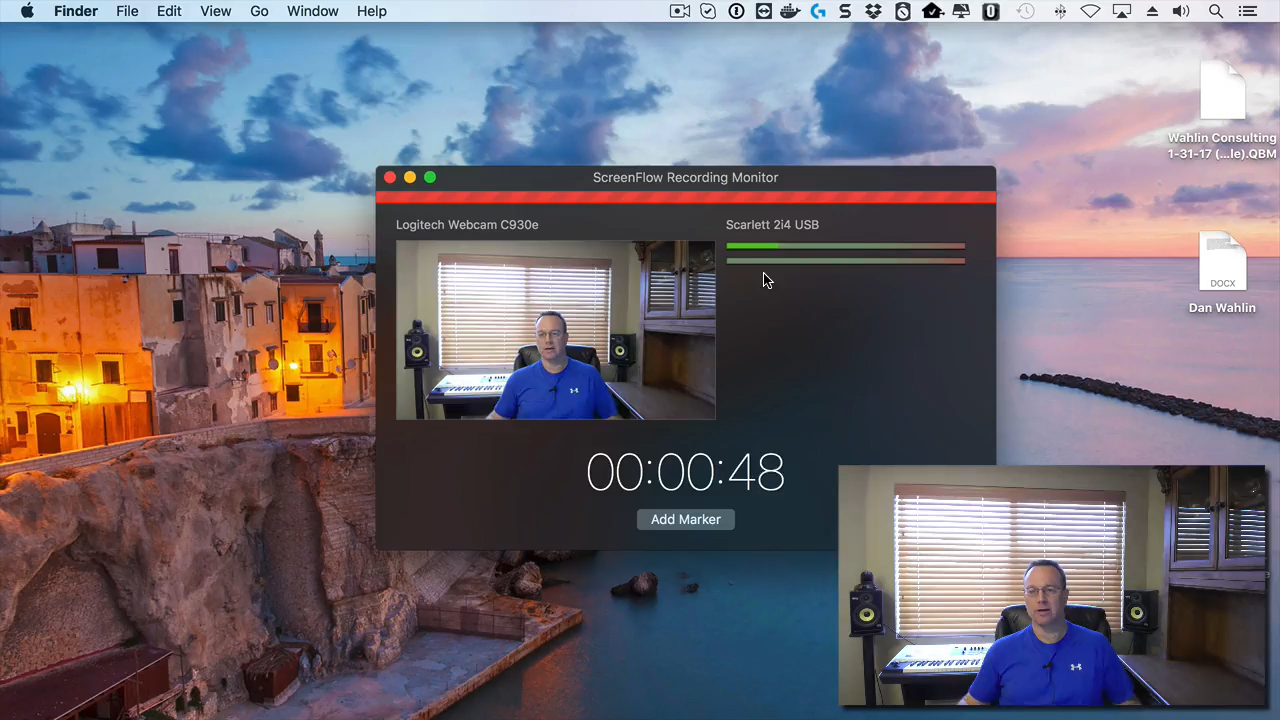 Finder File Edit View Go Window Help
ScreenFlow Recording Monitor
Logitech Webcam C930e
Scarlett 2i4 USB
00:00:48
Add Marker
Wahlin Consulting
1-31-17 (...le).QBM
DOCX
Dan Wahlin